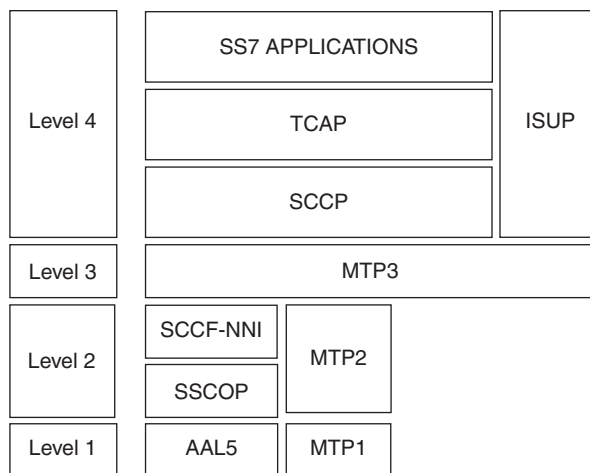 SS7 APPLICATIONS
Level 4
TCAP
ISUP
SCCP
Level 3
MTP3
SCCF-NNI
Level 2
MTP2
SSCOP
Level 1
AAL5
MTP1